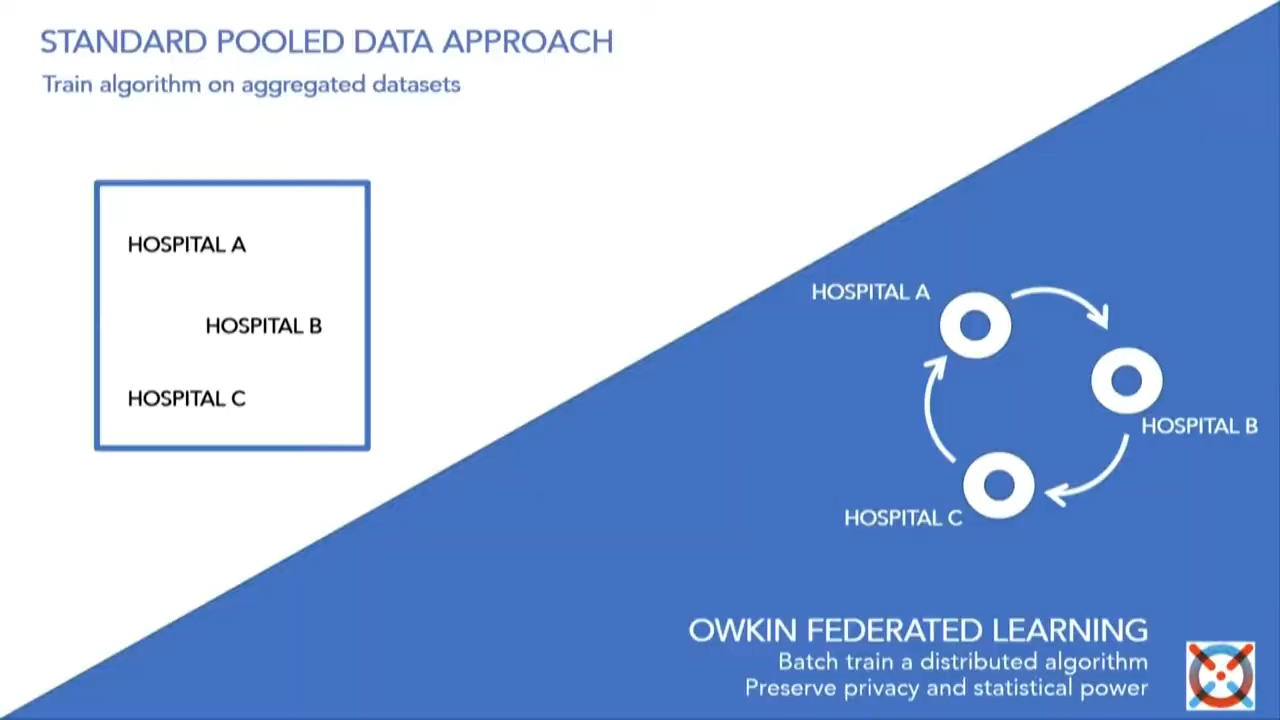 STANDARD POOLED DATA APPROACH
Train algorithm on aggregated datasets
HOSPITAL A
HOSPITAL B
HOSPITAL C
HOSPITAL A
HOSPITAL B
HOSPITAL C
OWKIN FEDERATED LEARNING
Batch train a distributed algorithm
Preserve privacy and statistical power